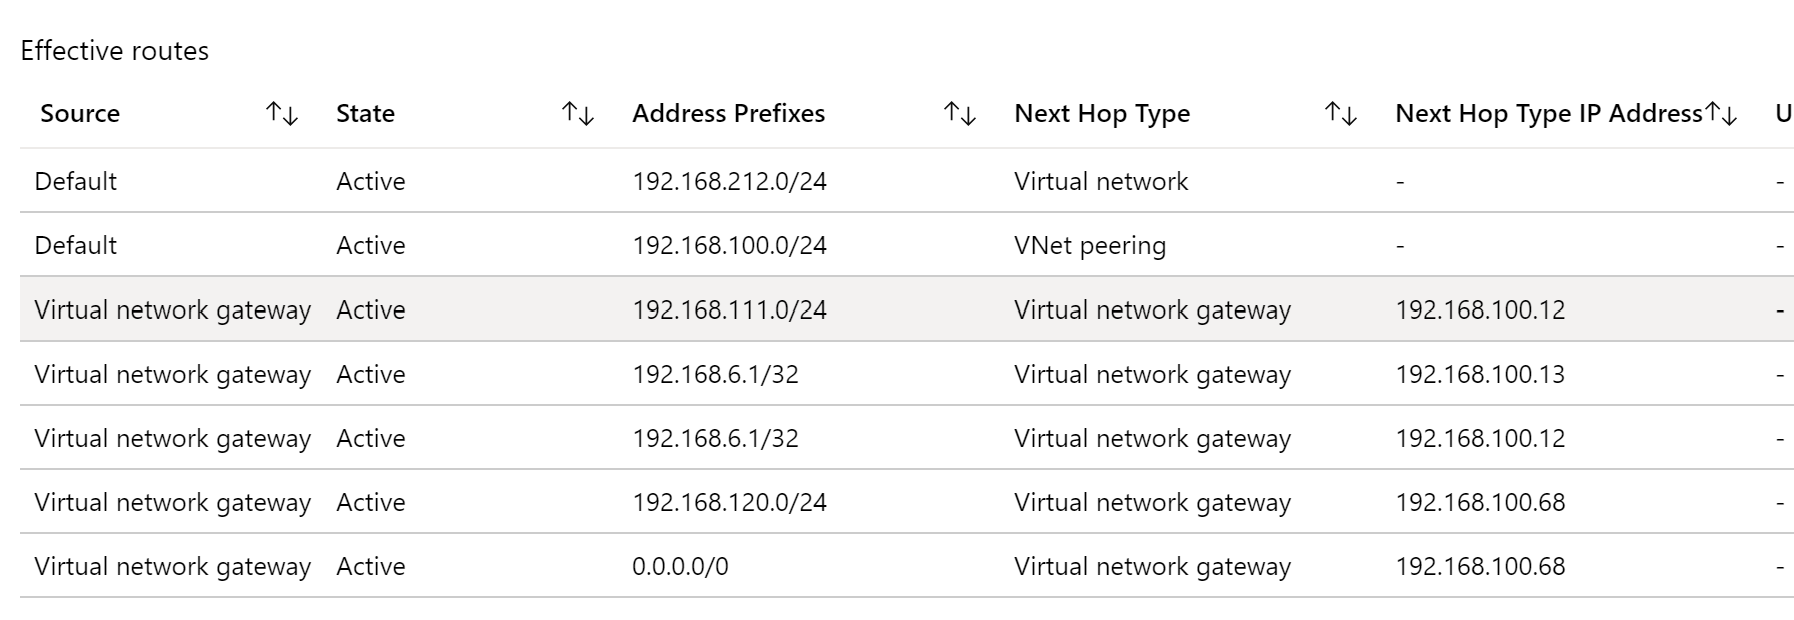 Effective routes
Source ↑↓ State ↑↓ Address Prefixes ↑↓ Next Hop Type ↑↓ Next Hop Type IP Address ↑↓ U
Default Active 192.168.212.0/24 Virtual network - -
Default Active 192.168.100.0/24 VNet peering - -
Virtual network gateway Active 192.168.111.0/24 Virtual network gateway 192.168.100.12 -
Virtual network gateway Active 192.168.6.1/32 Virtual network gateway 192.168.100.13 -
Virtual network gateway Active 192.168.6.1/32 Virtual network gateway 192.168.100.12 -
Virtual network gateway Active 192.168.120.0/24 Virtual network gateway 192.168.100.68 -
Virtual network gateway Active 0.0.0.0/0 Virtual network gateway 192.168.100.68 -